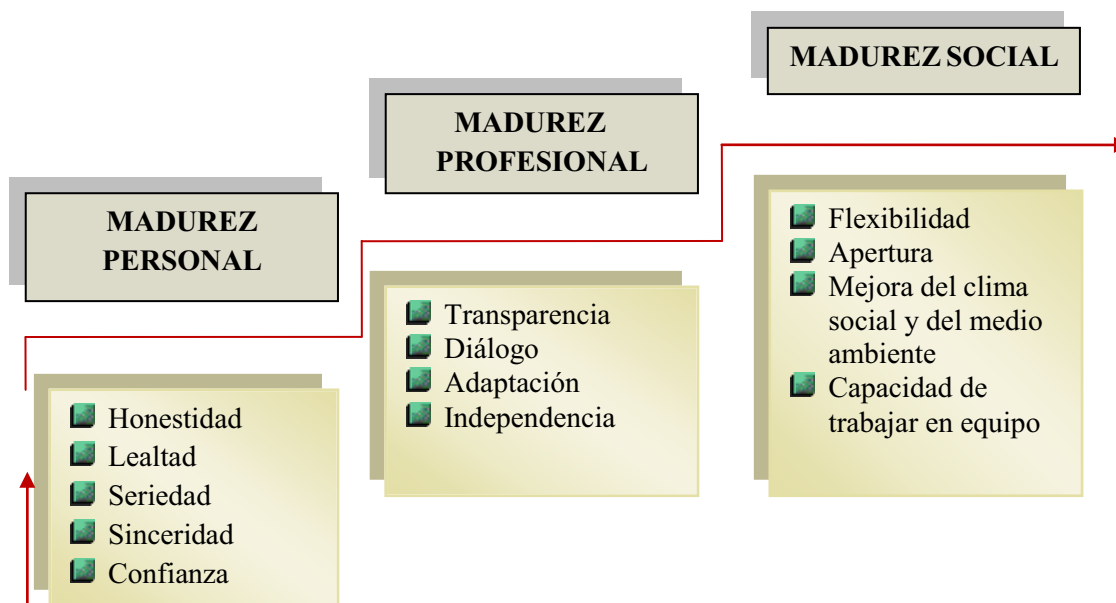 MADUREZ PERSONAL
Honestidad
Lealtad
Seriedad
Sinceridad
Confianza
MADUREZ
PROFESIONAL
Transparencia
Diálogo
Adaptación
Independencia
MADUREZ SOCIAL
Flexibilidad
Apertura
Mejora del clima
social y del medio
ambiente
Capacidad de
trabajar en equipo